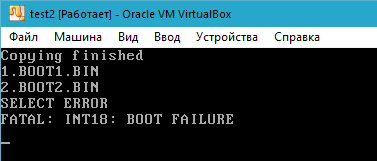 test2 [Работает] - Oracle VM VirtualBox
Файл Машина Вид Ввод Устройства Справка
Copying finished
1.BOOT1.BIN
2.BOOT2.BIN
SELECT ERROR
FATAL: INT18: BOOT FAILURE